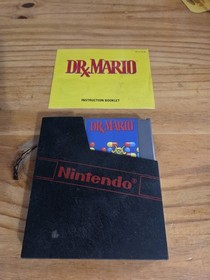 DR.MARIO
INSTRUCTION BOOKLET
DR.MARIO
Nintendo®